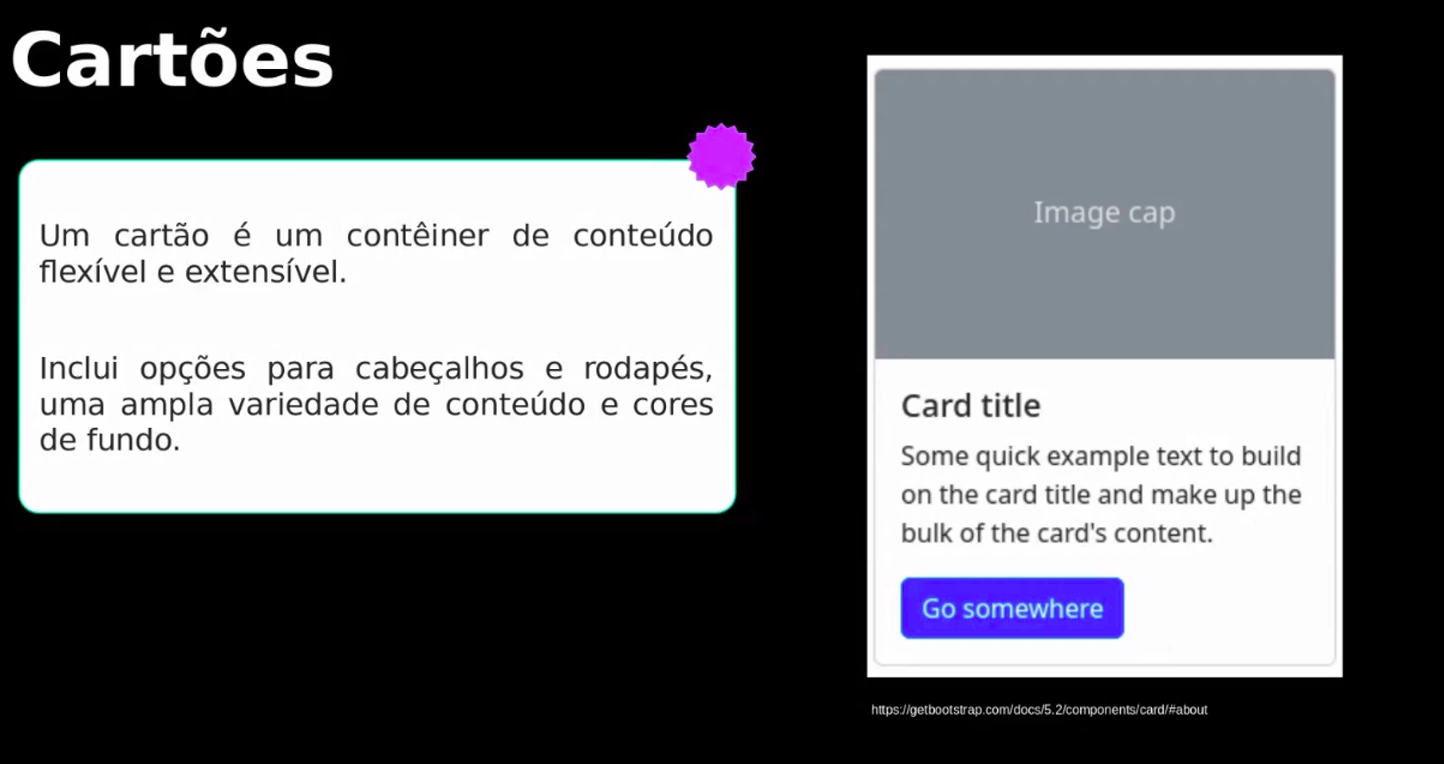 Cartões
Um cartão é um contêiner de conteúdo
flexível e extensível.
Inclui opções para cabeçalhos e rodapés,
uma ampla variedade de conteúdo e cores
de fundo.
Image cap
Card title
Some quick example text to build
on the card title and make up the
bulk of the card's content.
Go somewhere
https://getbootstrap.com/docs/5.2/components/card/#about